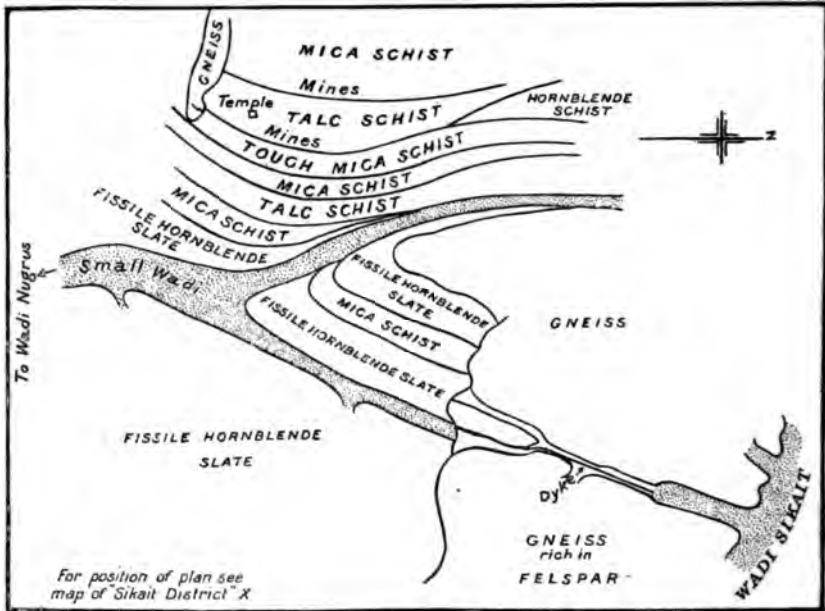 MICA SCHIST
GNEISS
Mines
Temple
TALC SCHIST
HORNBLENDE
SCHIST
Mines
TOUGH MICA SCHIST
MICA SCHIST
TALC SCHIST
N
MICA SCHIST
FISSILE HORNBLENDE
SLATE
Small Wadi
To Wadi Nugrus
FISSILE HORNBLENDE
SLATE
MICA SCHIST
FISSILE HORNBLENDE SLATE
GNEISS
FISSILE HORNBLENDE
SLATE
Dyke
GNEISS
rich in
FELSPAR
WADI SIKAIT
For position of plan see
map of "Sikait District" X